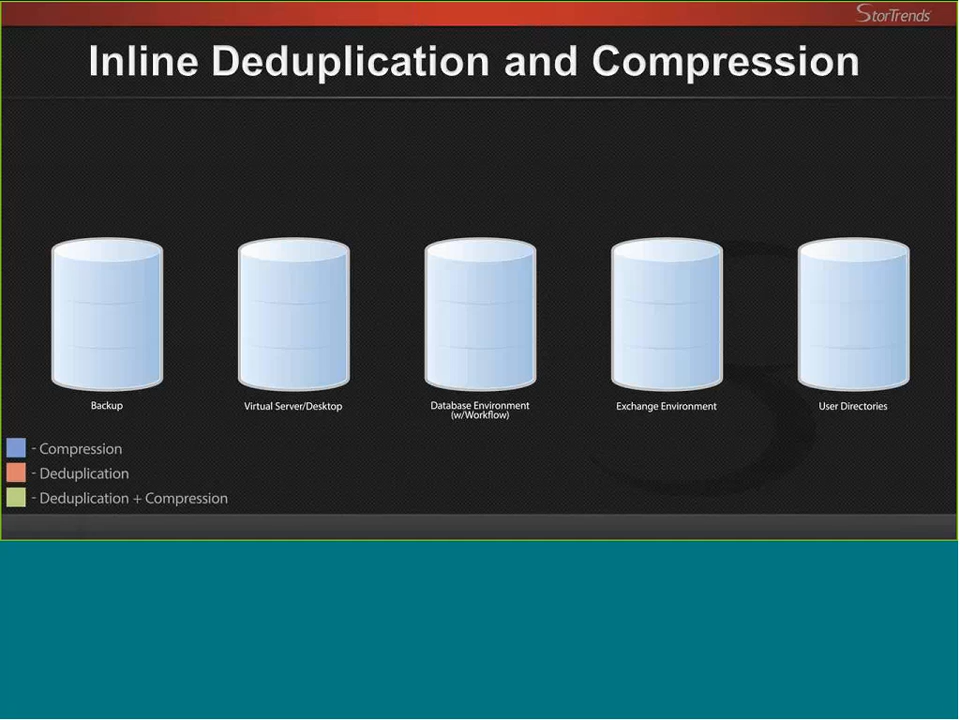 StorTrends
Inline Deduplication and Compression
Backup
Virtual Server/Desktop
Database Environment
(w/Workflow)
Exchange Environment
User Directories
- Compression
- Deduplication
- Deduplication + Compression